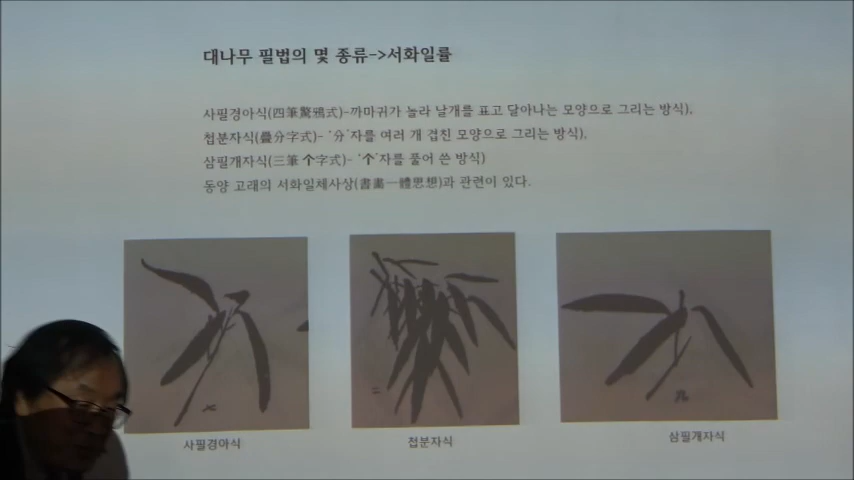 대나무 필법의 몇 종류->서화일률
사필경아식(四筆驚鴉式)-까마귀가 놀라 날개를 표고 달아나는 모양으로 그리는 방식),
첩분자식(疊分字式)- '分'자를 여러 개 겹친 모양으로 그리는 방식),
삼필개자식(三筆 个字式)- '个'자를 풀어 쓴 방식)
동양 고래의 서화일체사상(書畵一體思想)과 관련이 있다.
사필경아식
첩분자식
삼필개자식